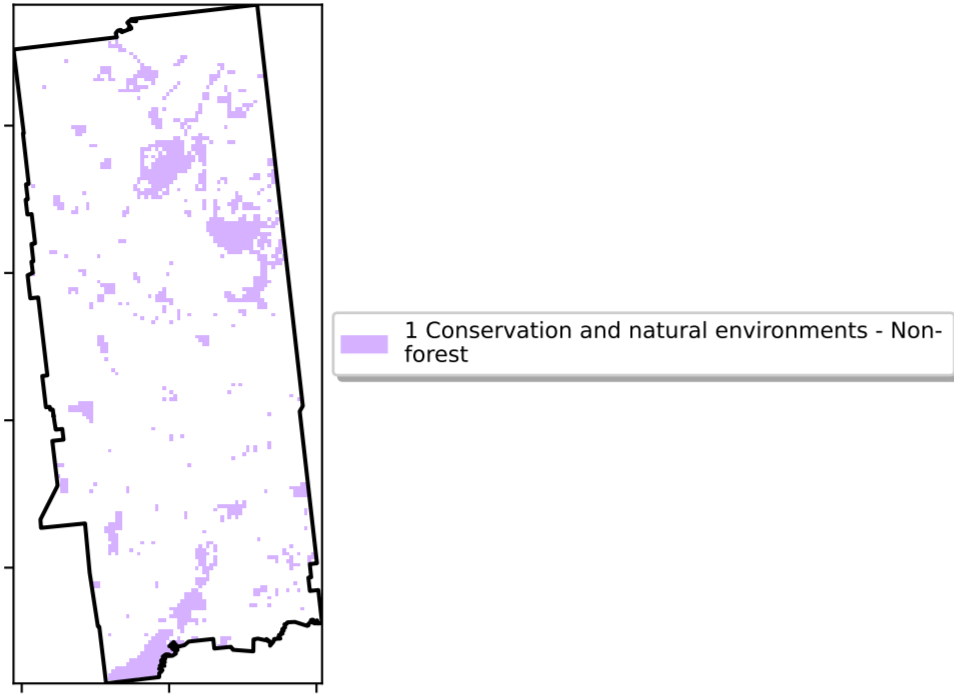 1 Conservation and natural environments - Non-
forest